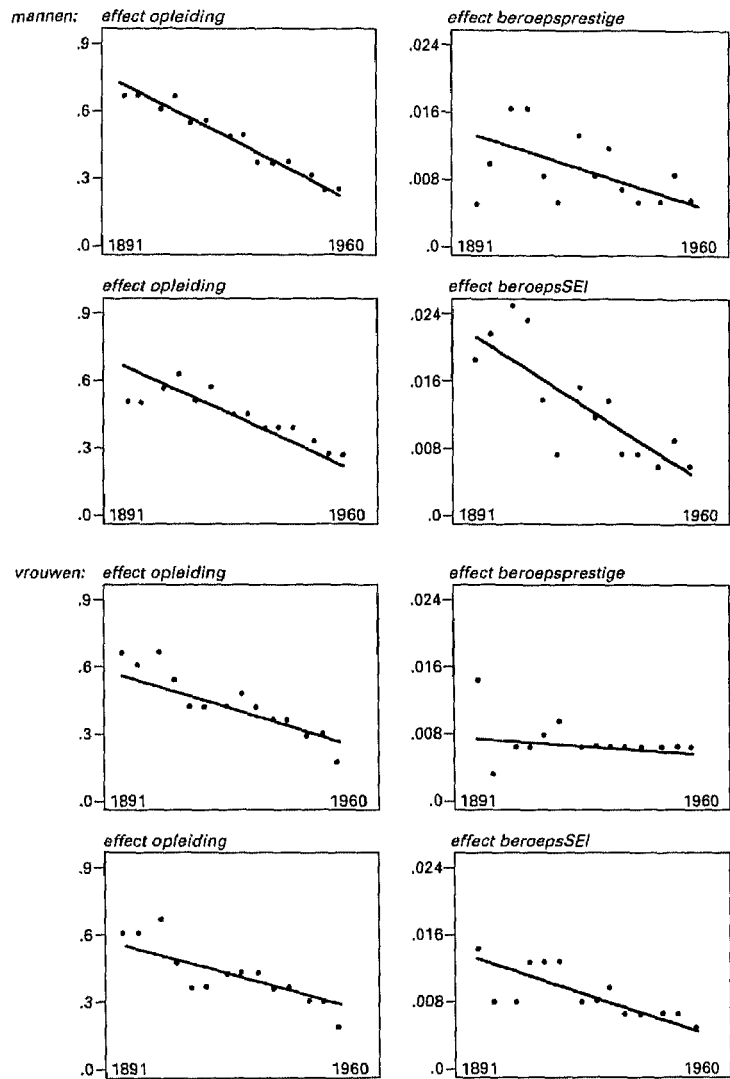 mannen: effect opleiding effect beroepsprestige
.9 .024
.6 .016
.3 .008
.0 1891 1960 .0 1891 1960
effect opleiding effect beroepsSEI
.9 .024
.6 .016
.3 .008
.0 1891 1960 .0 1891 1960
vrouwen: effect opleiding effect beroepsprestige
.9 .024
.6 .016
.3 .008
.0 1891 1960 .0 1891 1960
effect opleiding effect beroepsSEI
.9 .024
.6 .016
.3 .008
.0 1891 1960 .0 1891 1960